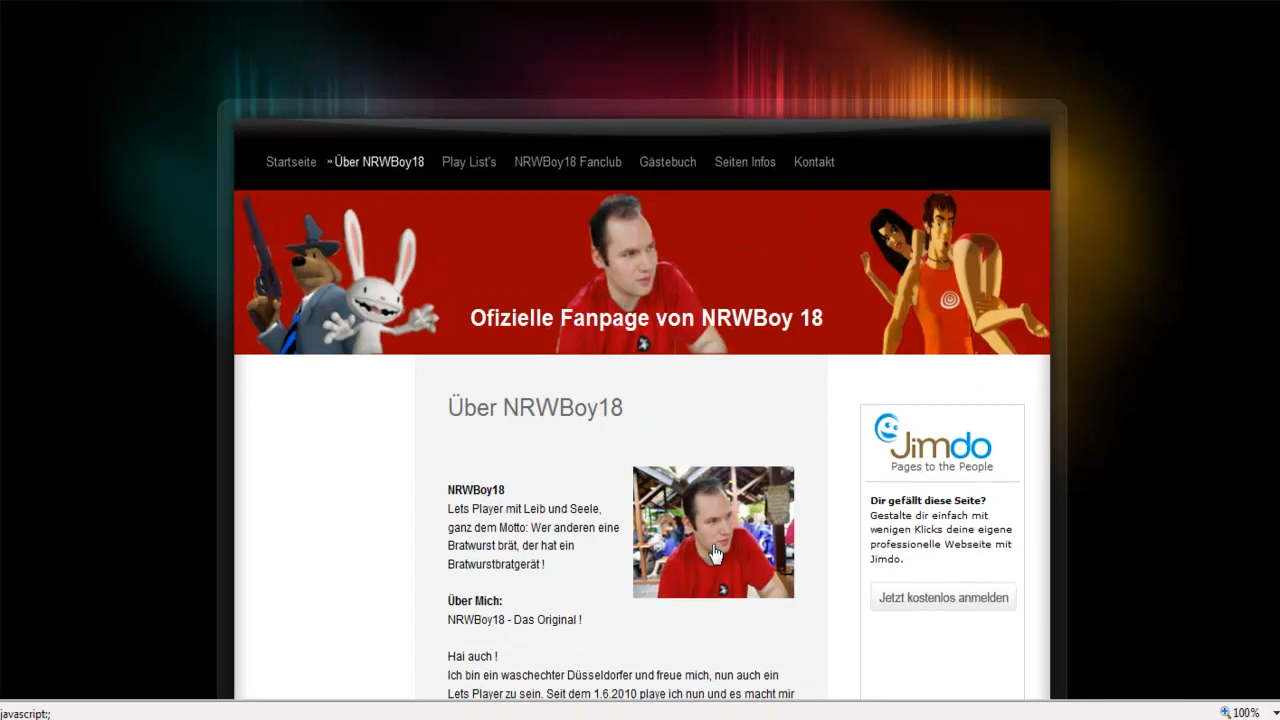 Startseite » Über NRWBoy18 Play List's NRWBoy18 Fanclub Gästebuch Seiten Infos Kontakt
Ofizielle Fanpage von NRWBoy 18
Über NRWBoy18
NRWBoy18
Lets Player mit Leib und Seele,
ganz dem Motto: Wer anderen eine
Bratwurst brät, der hat ein
Bratwurstbratgerät !
Über Mich:
NRWBoy18 - Das Original !
Hai auch !
Ich bin ein waschechter Düsseldorfer und freue mich, nun auch ein
Lets Player zu sein. Seit dem 1.6.2010 playe ich nun und es macht mir
Jimdo
Pages to the People
Dir gefällt diese Seite?
Gestalte dir einfach mit
wenigen Klicks deine eigene
professionelle Webseite mit
Jimdo.
Jetzt kostenlos anmelden
javascript:;
100%